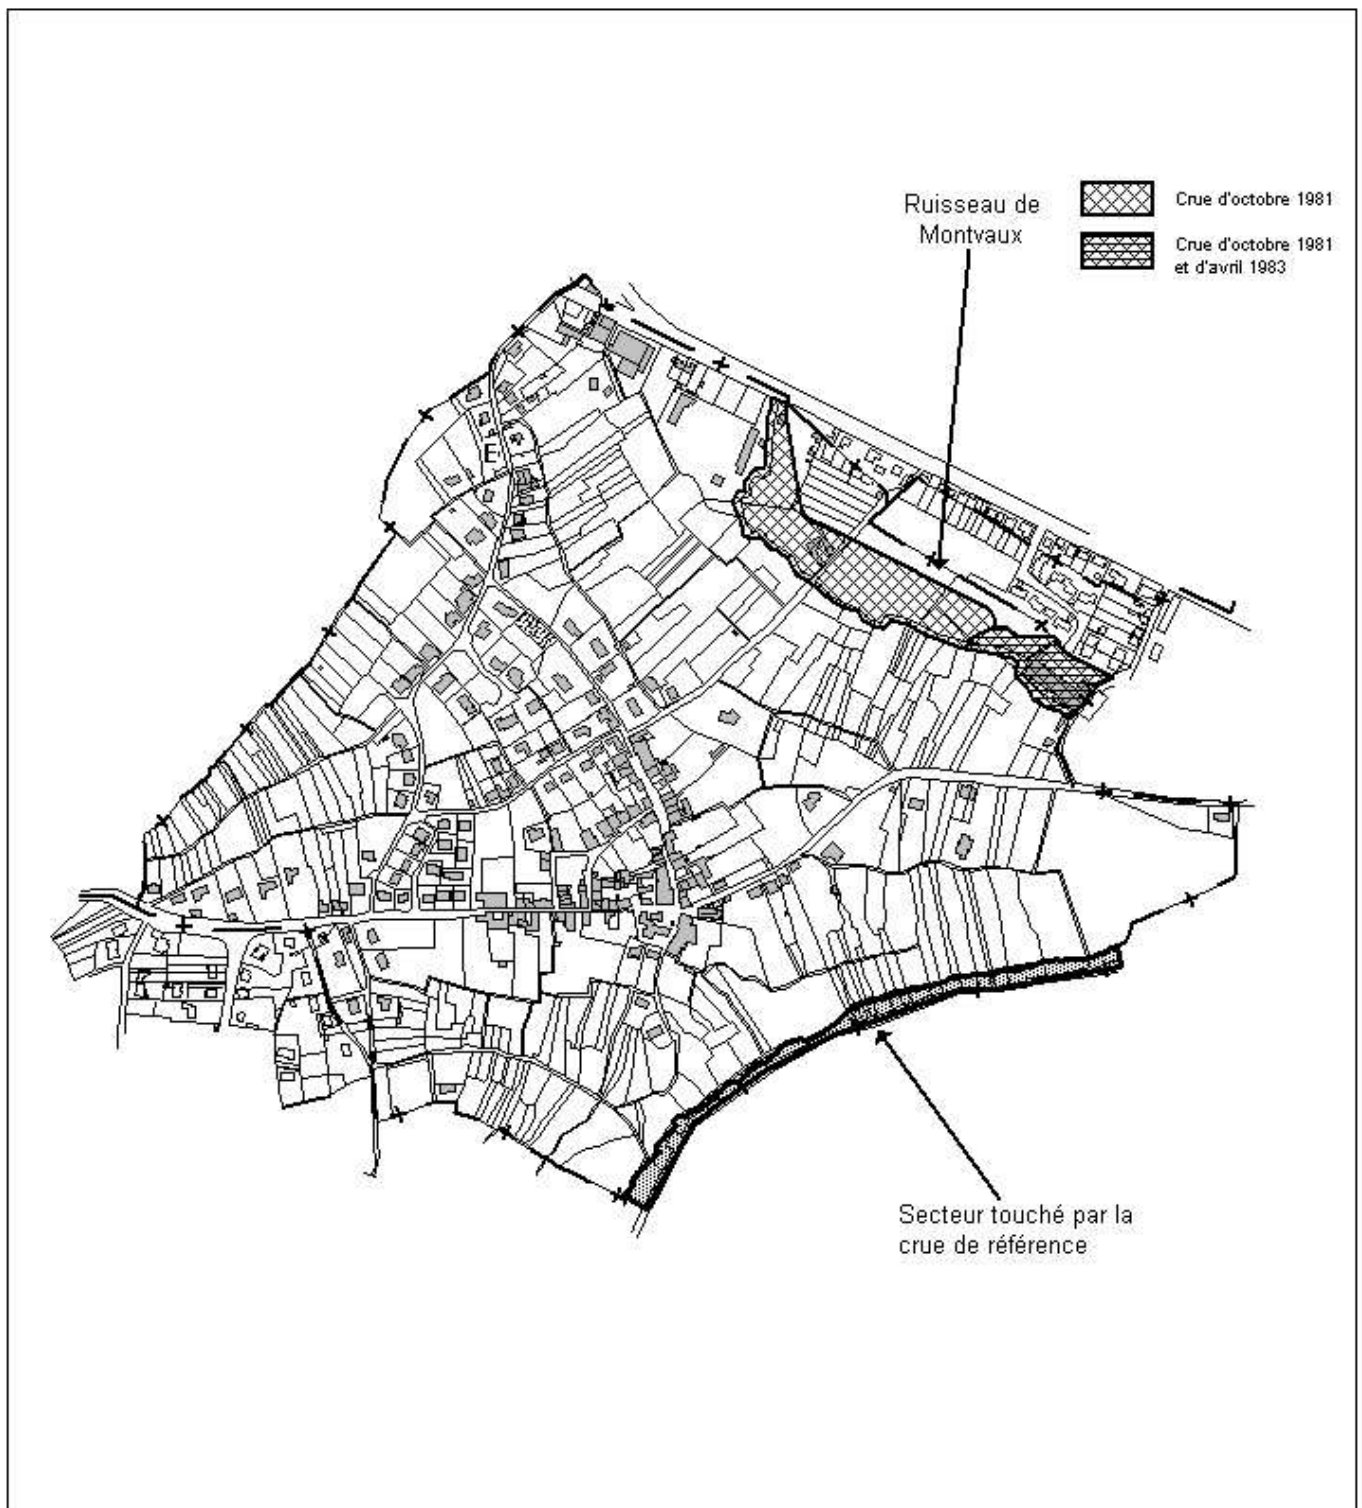 Ruisseau de
Montvaux
Crue d'octobre 1981
Crue d'octobre 1981
et d'avril 1983
Secteur touché par la
crue de référence